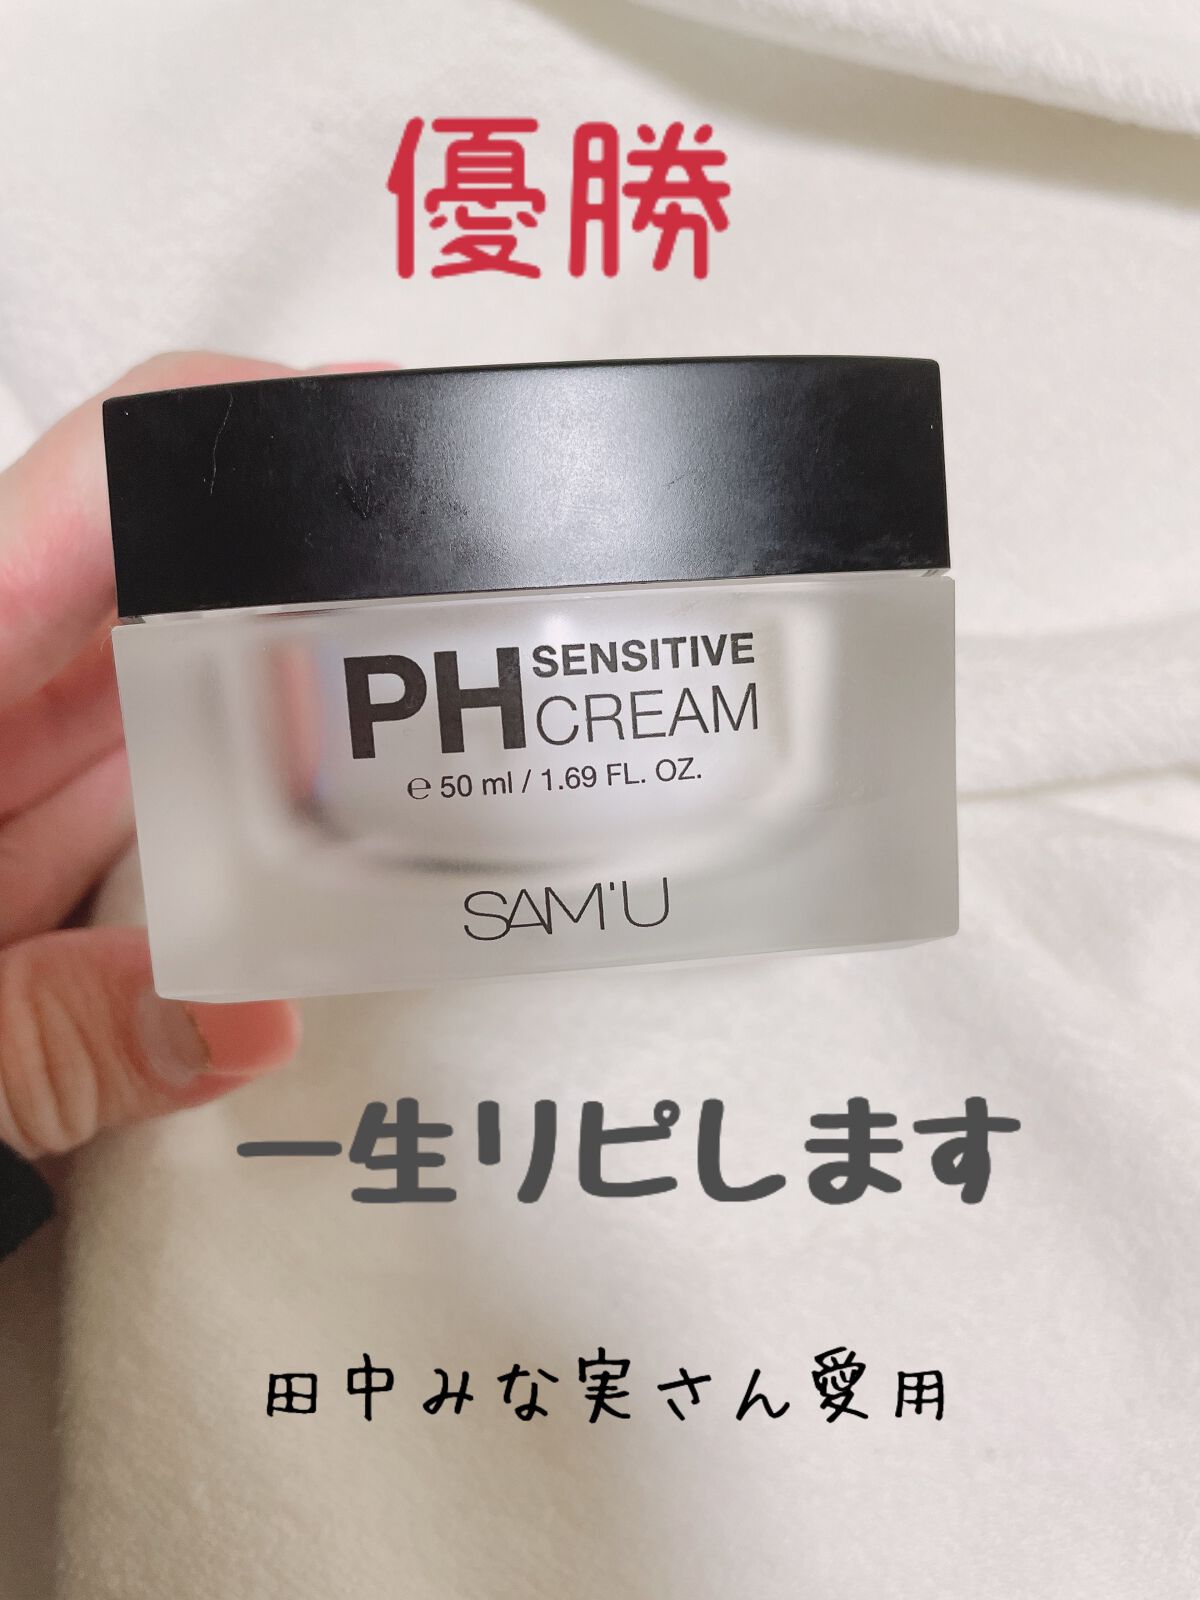 優勝
PH SENSITIVE
CREAM
℮ 50 ml / 1.69 FL. OZ.
SAM'U
一生リピします
田中みな実さん愛用